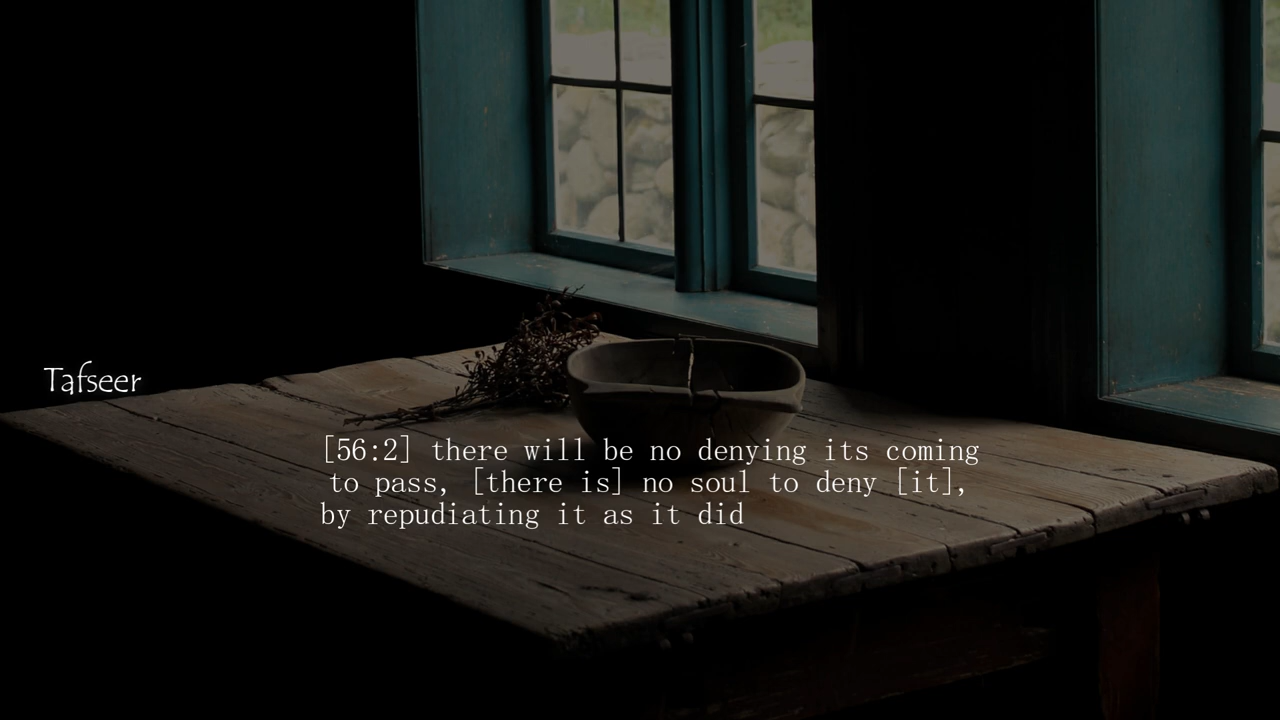 Tafseer
[56:2] there will be no denying its coming
to pass, [there is] no soul to deny [it],
by repudiating it as it did